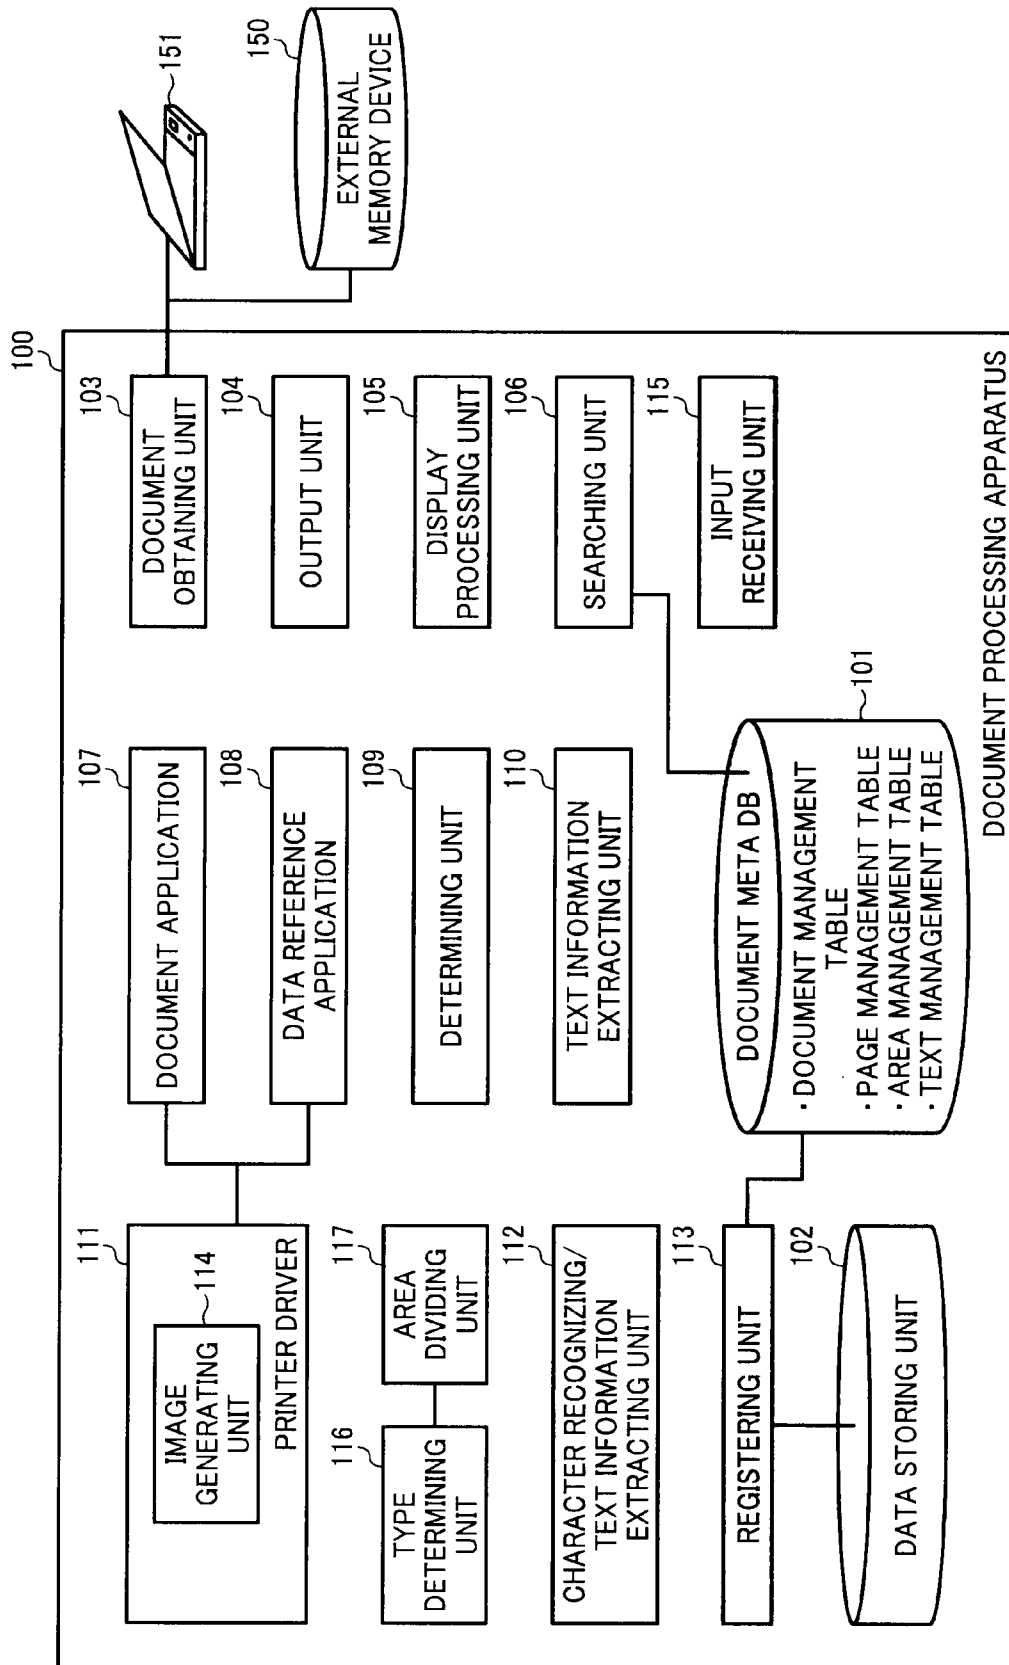 100
111
114
IMAGE
GENERATING
UNIT
PRINTER DRIVER
116
TYPE
DETERMINING
UNIT
117
AREA
DIVIDING
UNIT
112
CHARACTER RECOGNIZING/
TEXT INFORMATION
EXTRACTING UNIT
113
REGISTERING UNIT
102
DATA STORING UNIT
107
DOCUMENT APPLICATION
108
DATA REFERENCE
APPLICATION
109
DETERMINING UNIT
110
TEXT INFORMATION
EXTRACTING UNIT
101
DOCUMENT META DB
· DOCUMENT MANAGEMENT
TABLE
· PAGE MANAGEMENT TABLE
· AREA MANAGEMENT TABLE
· TEXT MANAGEMENT TABLE
103
DOCUMENT
OBTAINING UNIT
104
OUTPUT UNIT
105
DISPLAY
PROCESSING UNIT
106
SEARCHING UNIT
115
INPUT
RECEIVING UNIT
DOCUMENT PROCESSING APPARATUS
151
150
EXTERNAL
MEMORY DEVICE